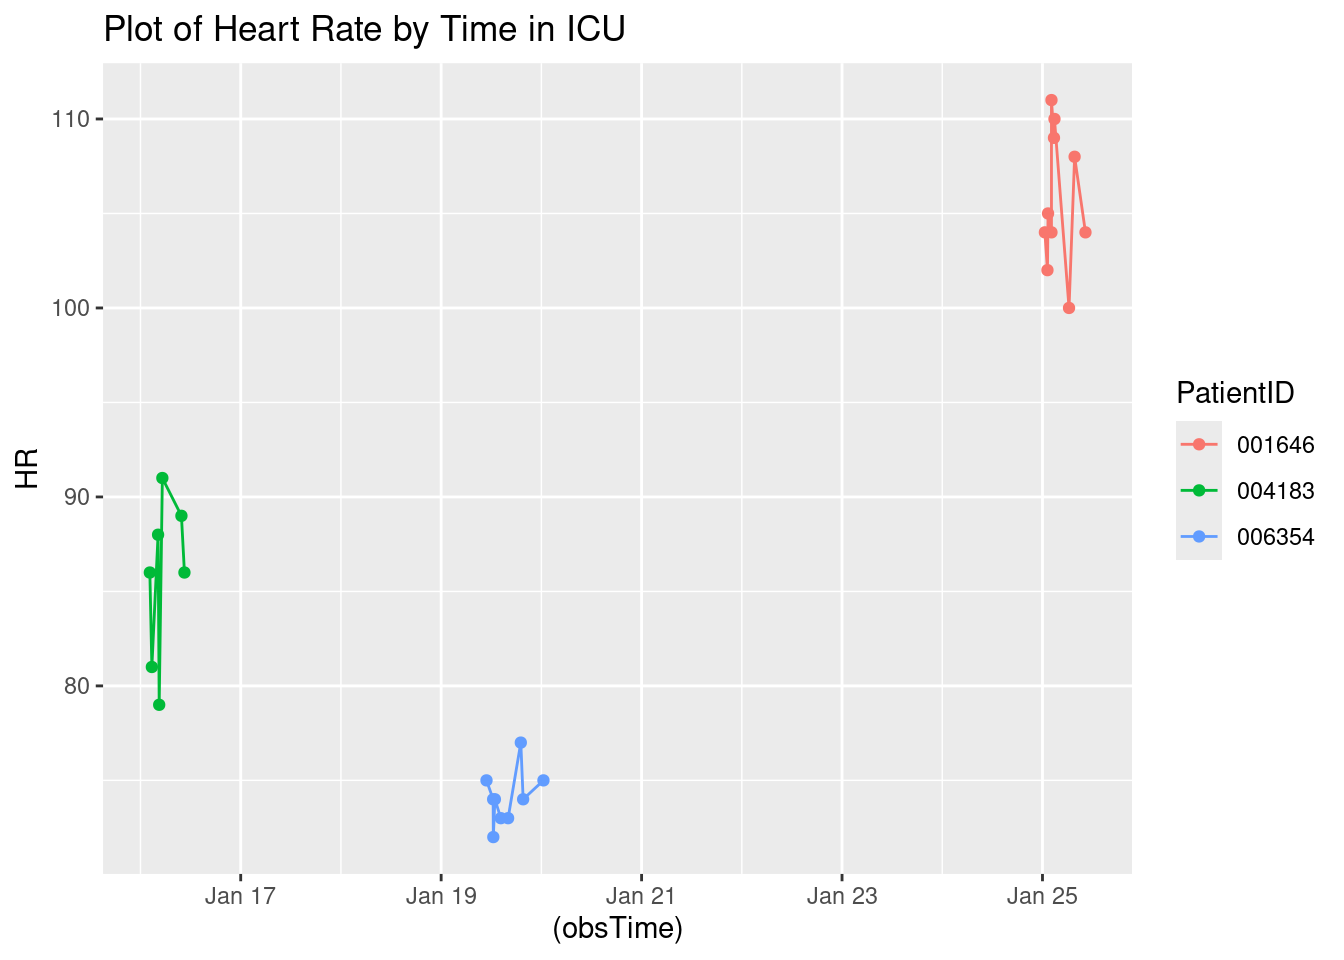 Plot of Heart Rate by Time in ICU
110
100
90
80
HR
Jan 17 Jan 19 Jan 21 Jan 23 Jan 25
(obsTime)
PatientID
001646
004183
006354